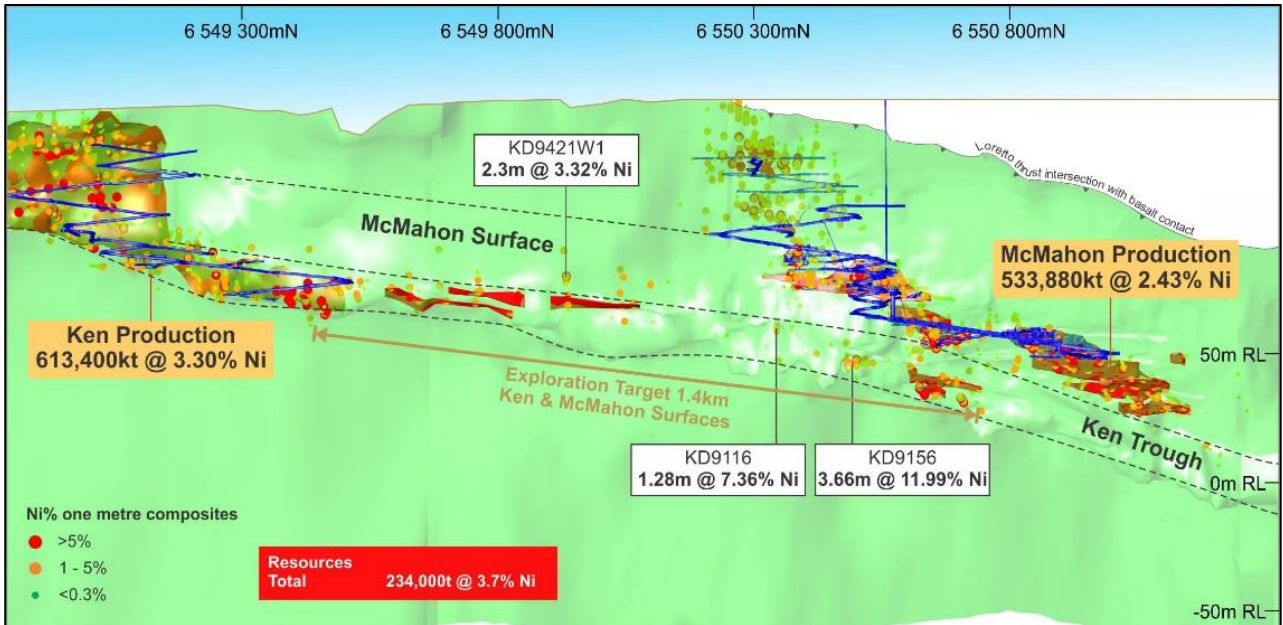 6 549 300mN
6 549 800mN
6 550 300mN
6 550 800mN
Loretto thrust intersection with basalt contact
KD9421W1
2.3m @ 3.32% Ni
McMahon Surface
McMahon Production
533,880kt @ 2.43% Ni
Ken Production
613,400kt @ 3.30% Ni
50m RL
Exploration Target 1.4km
Ken & McMahon Surfaces
Ken Trough
KD9116
1.28m @ 7.36% Ni
KD9156
3.66m @ 11.99% Ni
0m RL
Ni% one metre composites
>5%
1 - 5%
<0.3%
Resources
Total 234,000t @ 3.7% Ni
-50m RL